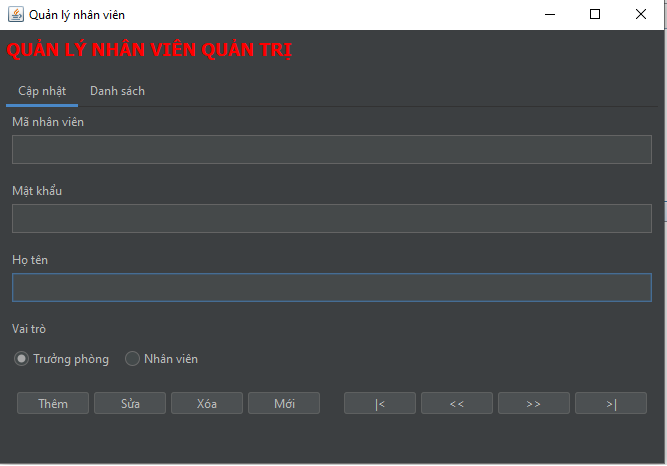 Quản lý nhân viên
QUẢN LÝ NHÂN VIÊN QUẢN TRỊ
Cập nhật Danh sách
Mã nhân viên
Mật khẩu
Họ tên
Vai trò
Trưởng phòng Nhân viên
Thêm Sửa Xóa Mới |< << >> >|